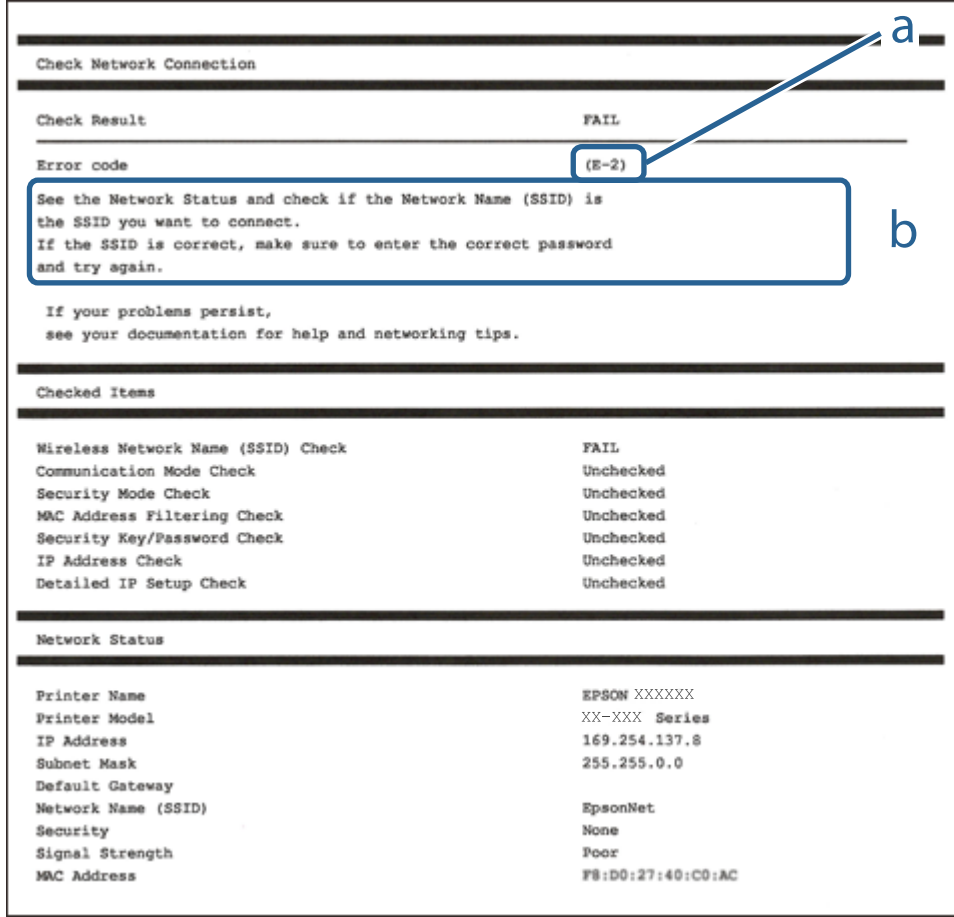 a
Check Network Connection
Check Result FAIL
Error code (E-2)
See the Network Status and check if the Network Name (SSID) is
the SSID you want to connect.
If the SSID is correct, make sure to enter the correct password
and try again.
b
If your problems persist,
see your documentation for help and networking tips.
Checked Items
Wireless Network Name (SSID) Check FAIL
Communication Mode Check Unchecked
Security Mode Check Unchecked
MAC Address Filtering Check Unchecked
Security Key/Password Check Unchecked
IP Address Check Unchecked
Detailed IP Setup Check Unchecked
Network Status
Printer Name EPSON XXXXXX
Printer Model XX-XXX Series
IP Address 169.254.137.8
Subnet Mask 255.255.0.0
Default Gateway
Network Name (SSID) EpsonNet
Security None
Signal Strength Poor
MAC Address F8:D0:27:40:C0:AC